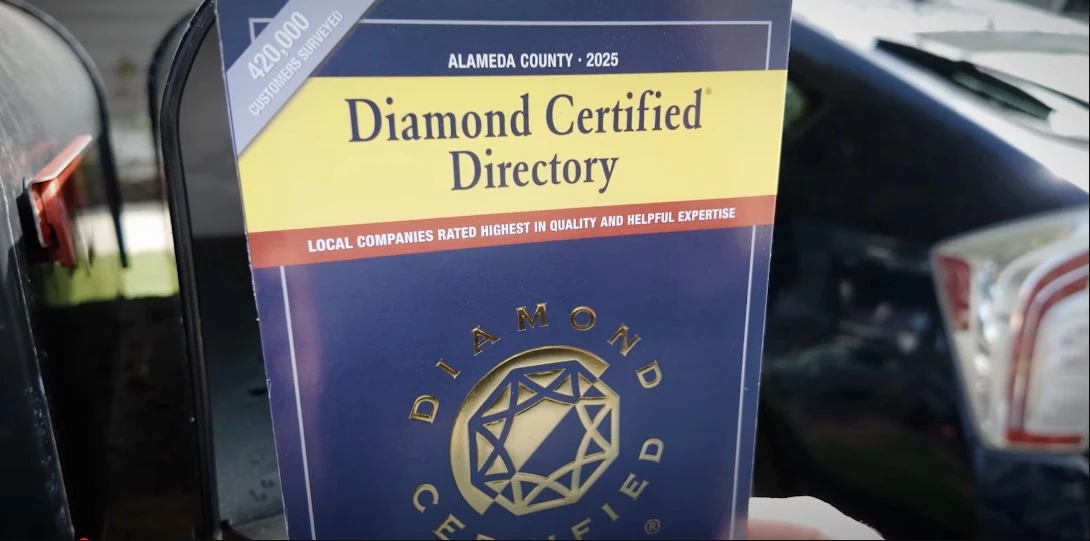 420,000
CUSTOMERS SURVEYED
ALAMEDA COUNTY · 2025
Diamond Certified®
Directory
LOCAL COMPANIES RATED HIGHEST IN QUALITY AND HELPFUL EXPERTISE
DIAMOND
CERTIFIED®